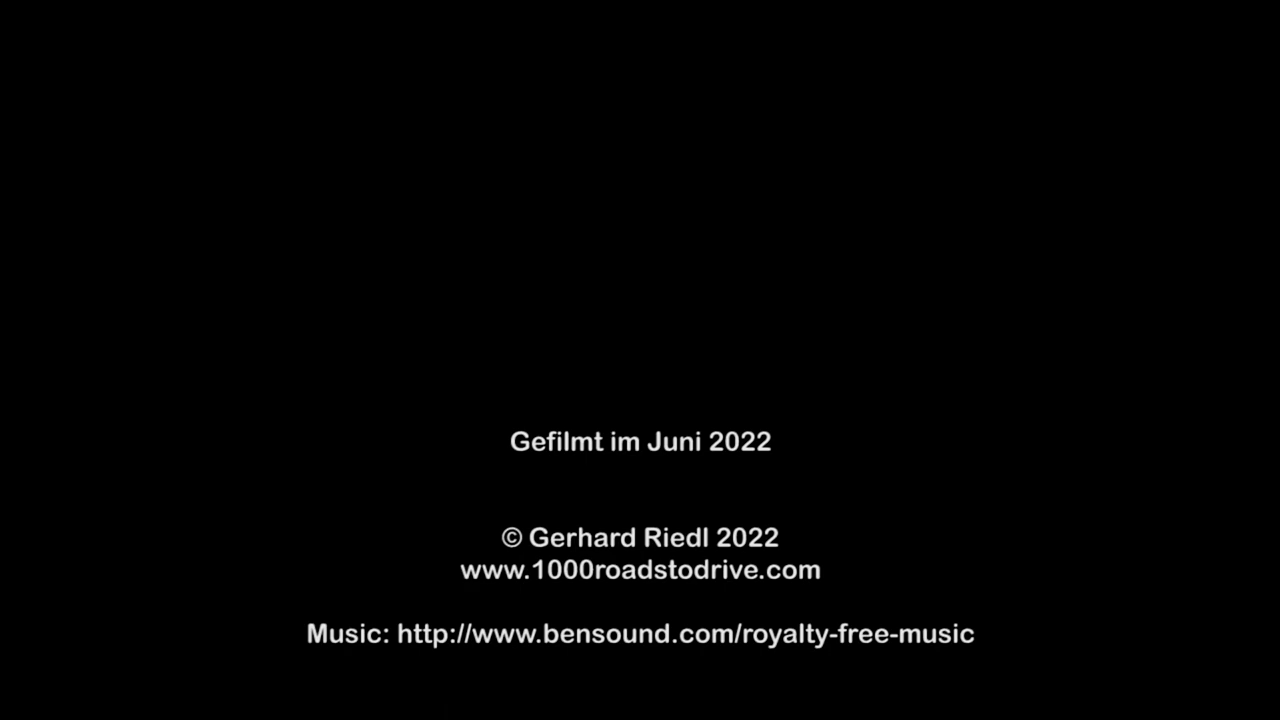 Gefilmt im Juni 2022
© Gerhard Riedl 2022
www.1000roadstodrive.com
Music: http://www.bensound.com/royalty-free-music